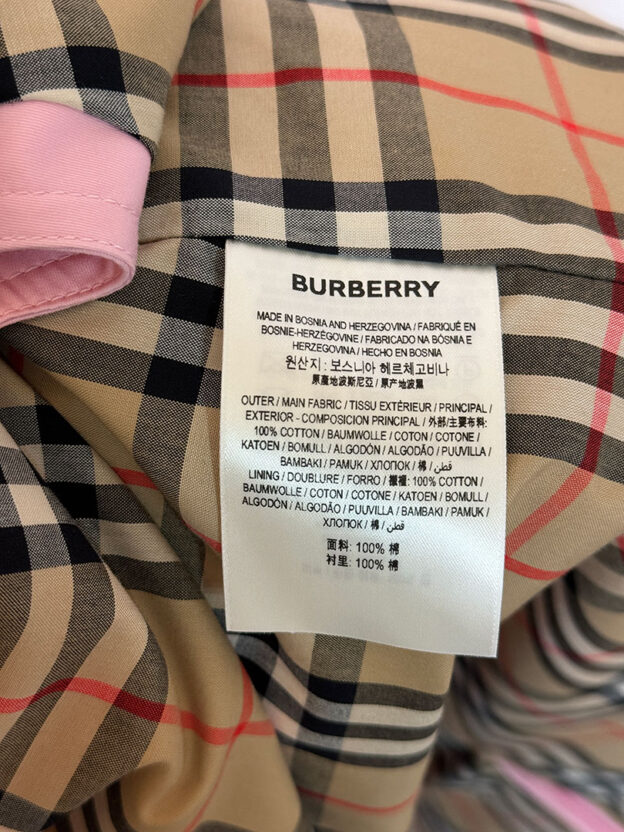 BURBERRY
MADE IN BOSNIA AND HERZEGOVINA / FABRIQUÉ EN
BOSNIE-HERZÉGOVINE / FABRICADO NA BÓSNIA E
HERZEGOVINA / HECHO EN BOSNIA
원산지 : 보스니아 헤르체고비나
原產地波斯尼亞 / 原产地波黑
OUTER / MAIN FABRIC / TISSU EXTÉRIEUR / PRINCIPAL /
EXTERIOR - COMPOSICION PRINCIPAL / 外部/主要布料:
100% COTTON / BAUMWOLLE / COTON / COTONE /
KATOEN / BOMULL / ALGODÓN / ALGODÃO / PUUVILLA /
BAMBAKI / PAMUK / ХЛОПОК / 棉 / قطن
LINING / DOUBLURE / FORRO / 襯裡: 100% COTTON /
BAUMWOLLE / COTON / COTONE / KATOEN / BOMULL /
ALGODÓN / ALGODÃO / PUUVILLA / BAMBAKI / PAMUK /
ХЛОПОК / 棉 / قطن
面料: 100% 棉
衬里: 100% 棉